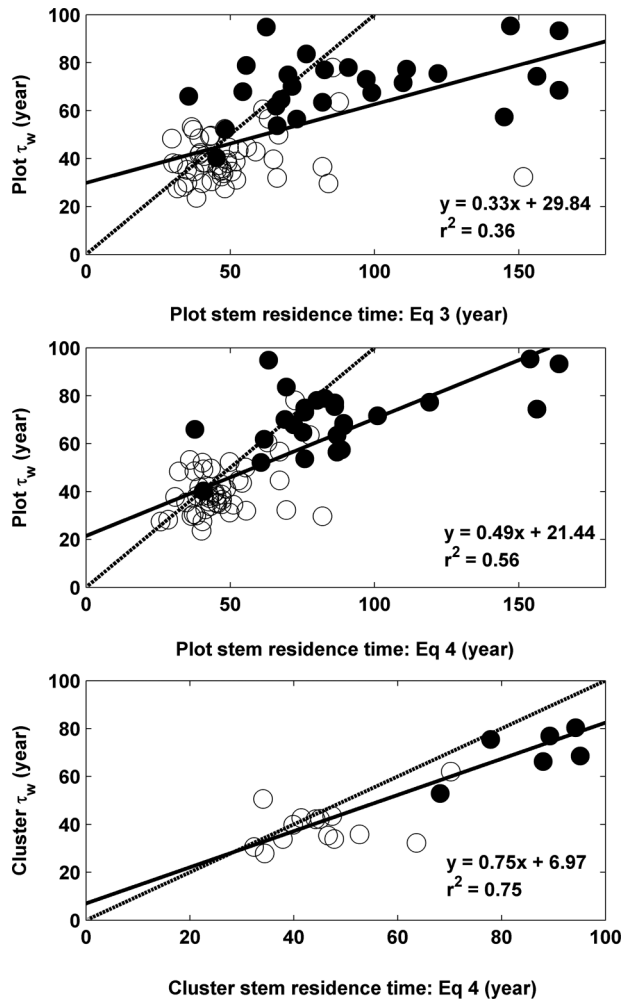 100
80
60
40
20
0
Plot τw (year)
y = 0.33x + 29.84
r2 = 0.36
0 50 100 150
Plot stem residence time: Eq 3 (year)
100
80
60
40
20
0
Plot τw (year)
y = 0.49x + 21.44
r2 = 0.56
0 50 100 150
Plot stem residence time: Eq 4 (year)
100
80
60
40
20
0
Cluster τw (year)
y = 0.75x + 6.97
r2 = 0.75
0 20 40 60 80 100
Cluster stem residence time: Eq 4 (year)